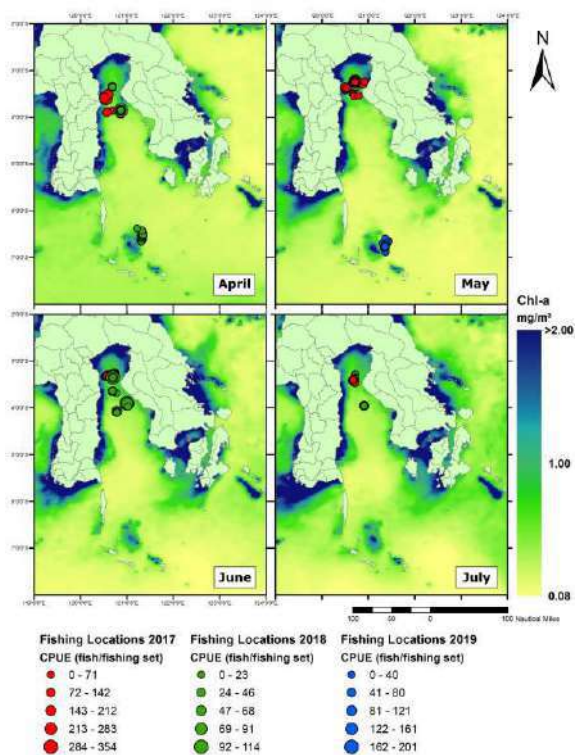 N
April
May
June
July
Chl-a
mg/m³
>2.00
1.00
0.08
100
0
100
Nautical Miles
Fishing Locations 2017
CPUE (fish/fishing set)
0 - 71
72 - 142
143 - 212
213 - 283
284 - 354
Fishing Locations 2018
CPUE (fish/fishing set)
0 - 23
24 - 46
47 - 68
69 - 91
92 - 114
Fishing Locations 2019
CPUE (fish/fishing set)
0 - 40
41 - 80
81 - 121
122 - 161
162 - 201